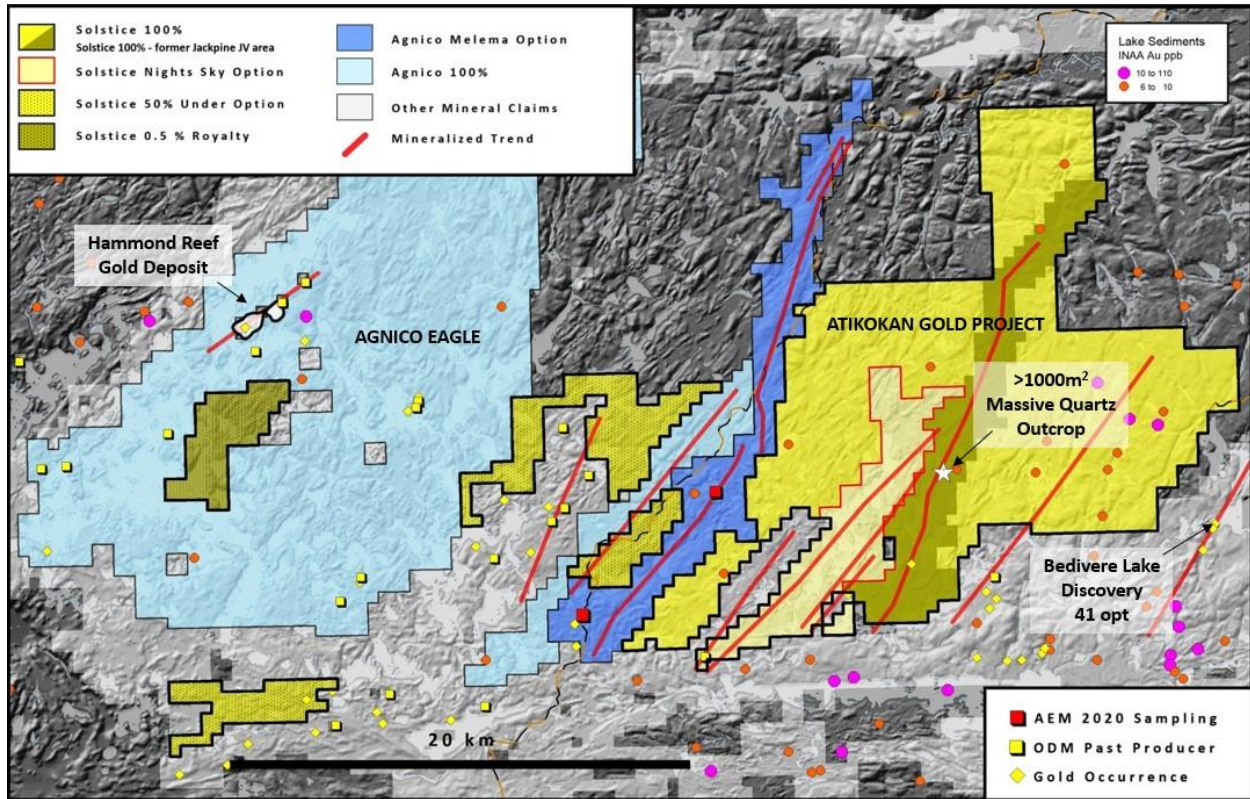 Solstice 100%
Solstice 100% - former Jackpine JV area
Solstice Nights Sky Option
Solstice 50% Under Option
Solstice 0.5 % Royalty
Agnico Melema Option
Agnico 100%
Other Mineral Claims
Mineralized Trend
Lake Sediments
INAA Au ppb
10 to 110
6 to 10
Hammond Reef
Gold Deposit
AGNICO EAGLE
ATIKOKAN GOLD PROJECT
>1000m²
Massive Quartz
Outcrop
Bedivere Lake
Discovery
41 opt
20 km
AEM 2020 Sampling
ODM Past Producer
Gold Occurrence